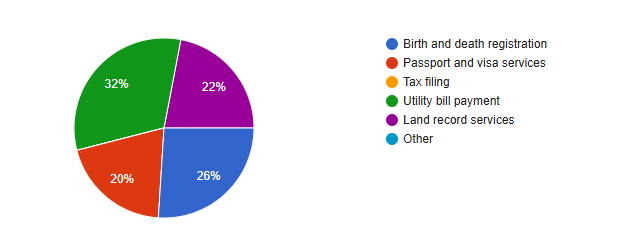 32%
22%
20%
26%
Birth and death registration
Passport and visa services
Tax filing
Utility bill payment
Land record services
Other